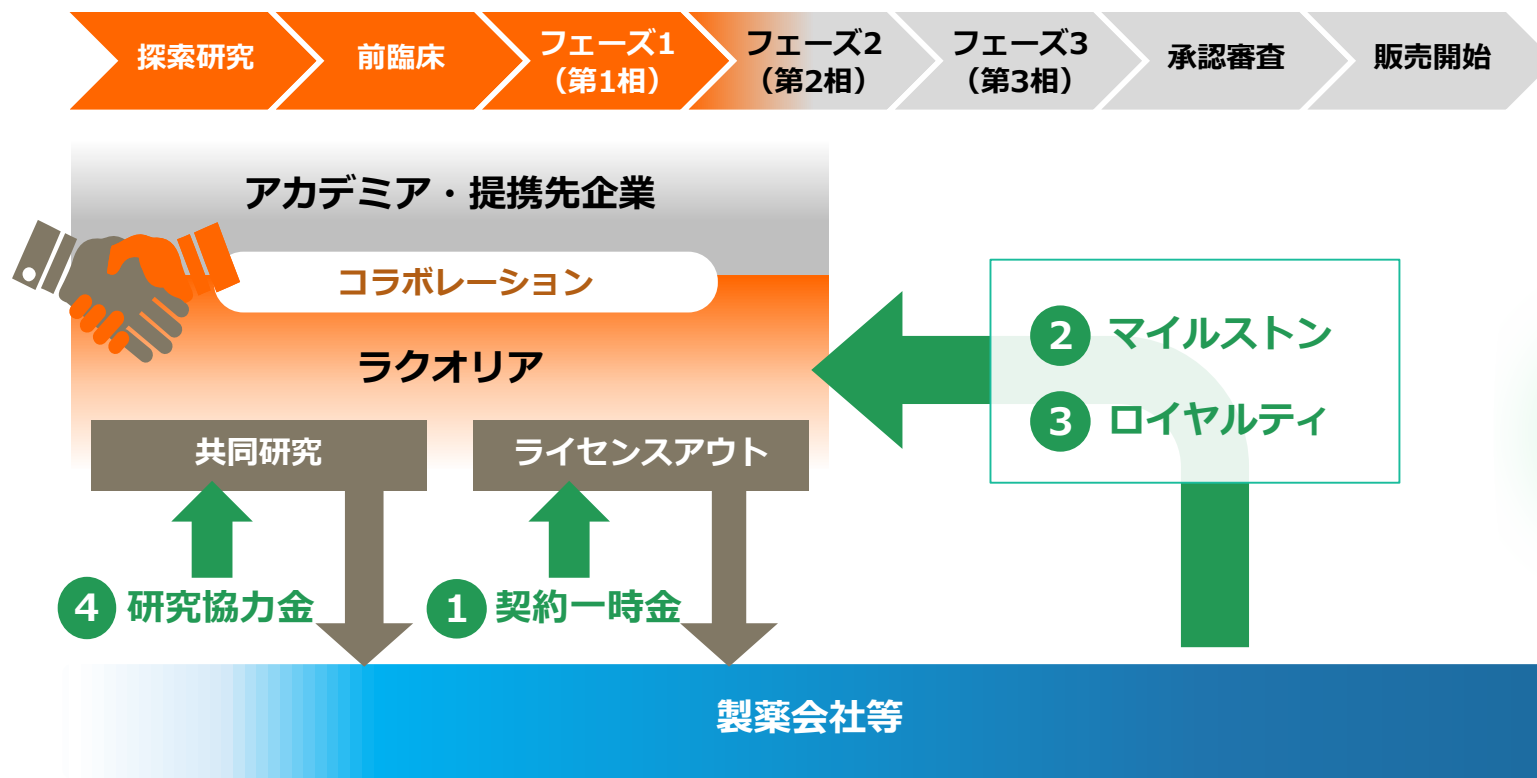 探索研究
前臨床
フェーズ1
（第1相）
フェーズ2
（第2相）
フェーズ3
（第3相）
承認審査
販売開始
アカデミア・提携先企業
コラボレーション
ラクオリア
2 マイルストン
3 ロイヤルティ
共同研究
ライセンスアウト
4 研究協力金
1 契約一時金
製薬会社等